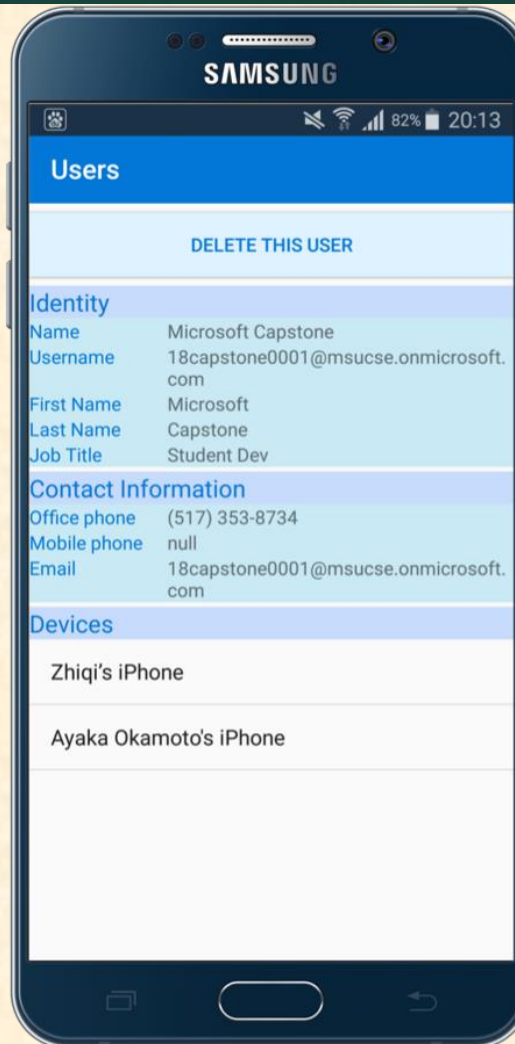 SAMSUNG
82% 20:13
Users
DELETE THIS USER
Identity
Name Microsoft Capstone
Username 18capstone0001@msucse.onmicrosoft.
com
First Name Microsoft
Last Name Capstone
Job Title Student Dev
Contact Information
Office phone (517) 353-8734
Mobile phone null
Email 18capstone0001@msucse.onmicrosoft.
com
Devices
Zhiqi’s iPhone
Ayaka Okamoto's iPhone